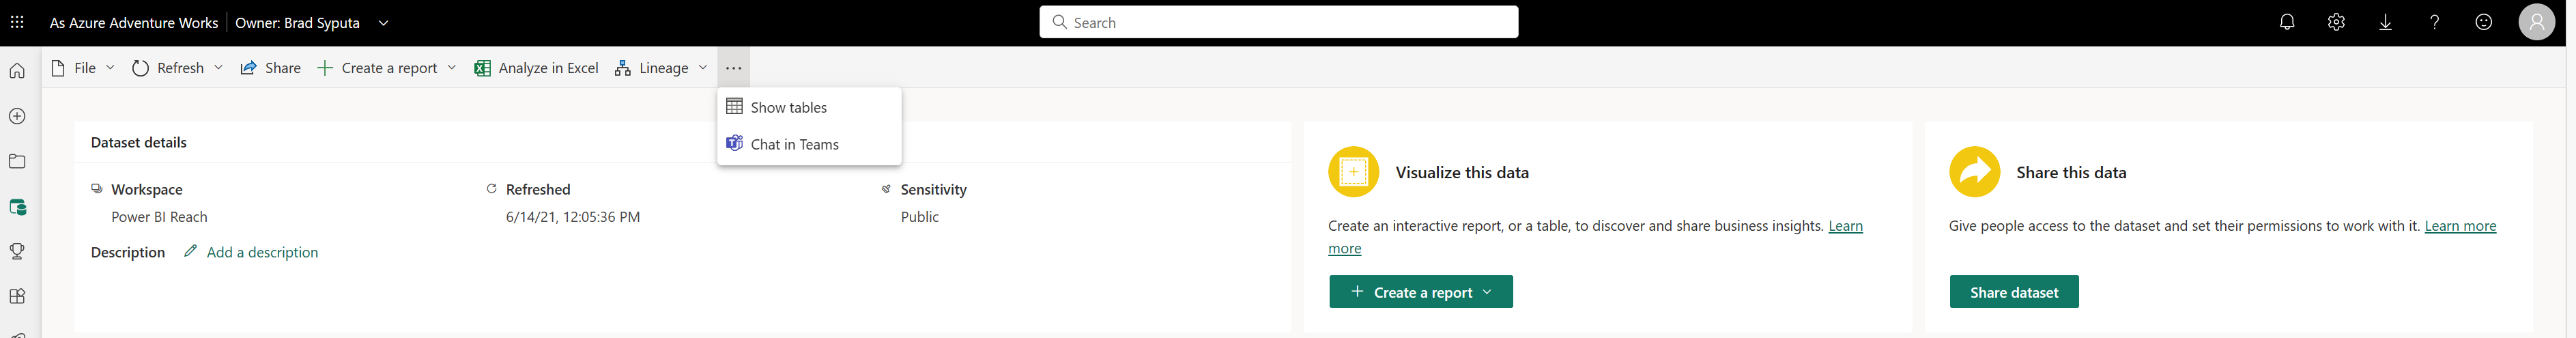 As Azure Adventure Works Owner: Brad Syputa
Search
File Refresh Share Create a report Analyze in Excel Lineage
Show tables
Chat in Teams
Dataset details
Workspace
Power BI Reach
Refreshed
6/14/21, 12:05:36 PM
Sensitivity
Public
Description Add a description
Visualize this data
Create an interactive report, or a table, to discover and share business insights. Learn
more
Create a report
Share this data
Give people access to the dataset and set their permissions to work with it. Learn more
Share dataset